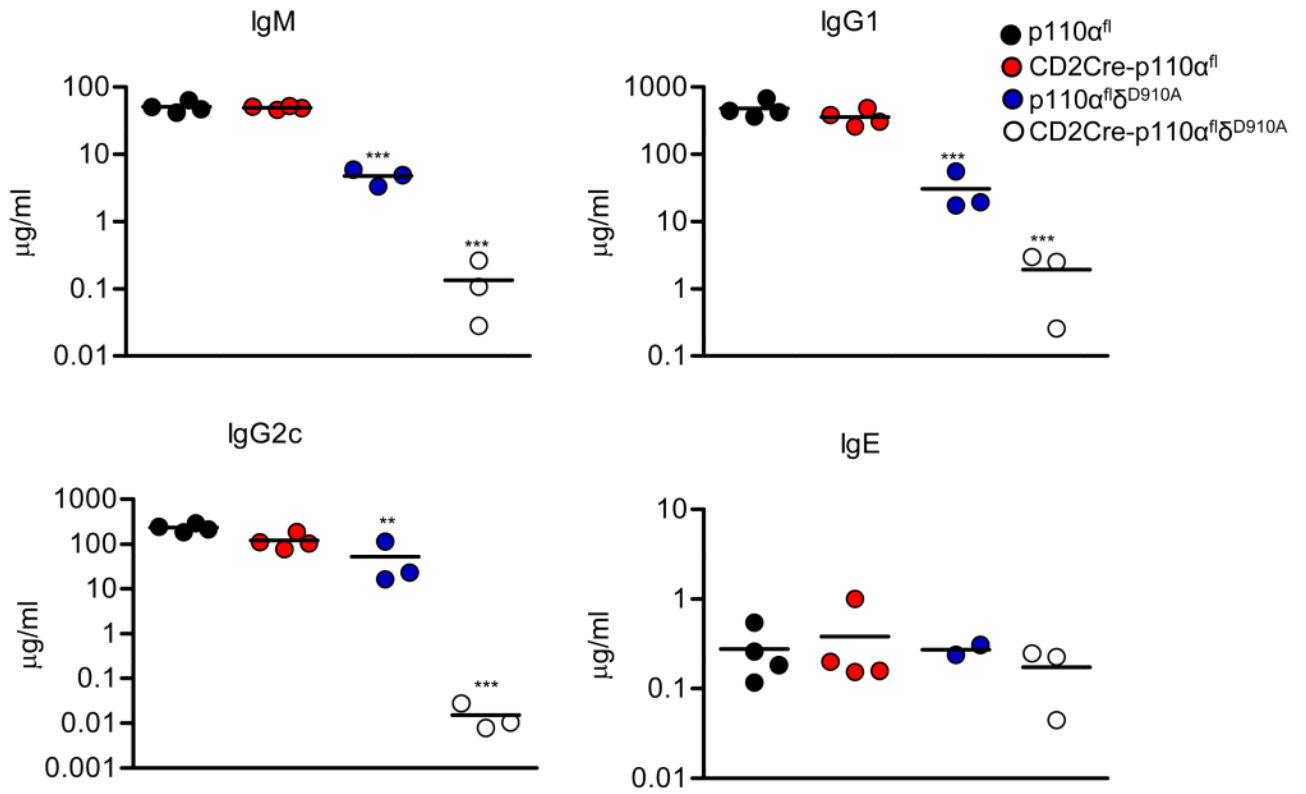 IgM
100
10
1
0.1
0.01
µg/ml
***
***
IgG1
1000
100
10
1
0.1
µg/ml
***
***
p110α^fl
CD2Cre-p110α^fl
p110α^flδ^D910A
CD2Cre-p110α^flδ^D910A
IgG2c
1000
100
10
1
0.1
0.01
0.001
µg/ml
**
***
IgE
10
1
0.1
0.01
µg/ml